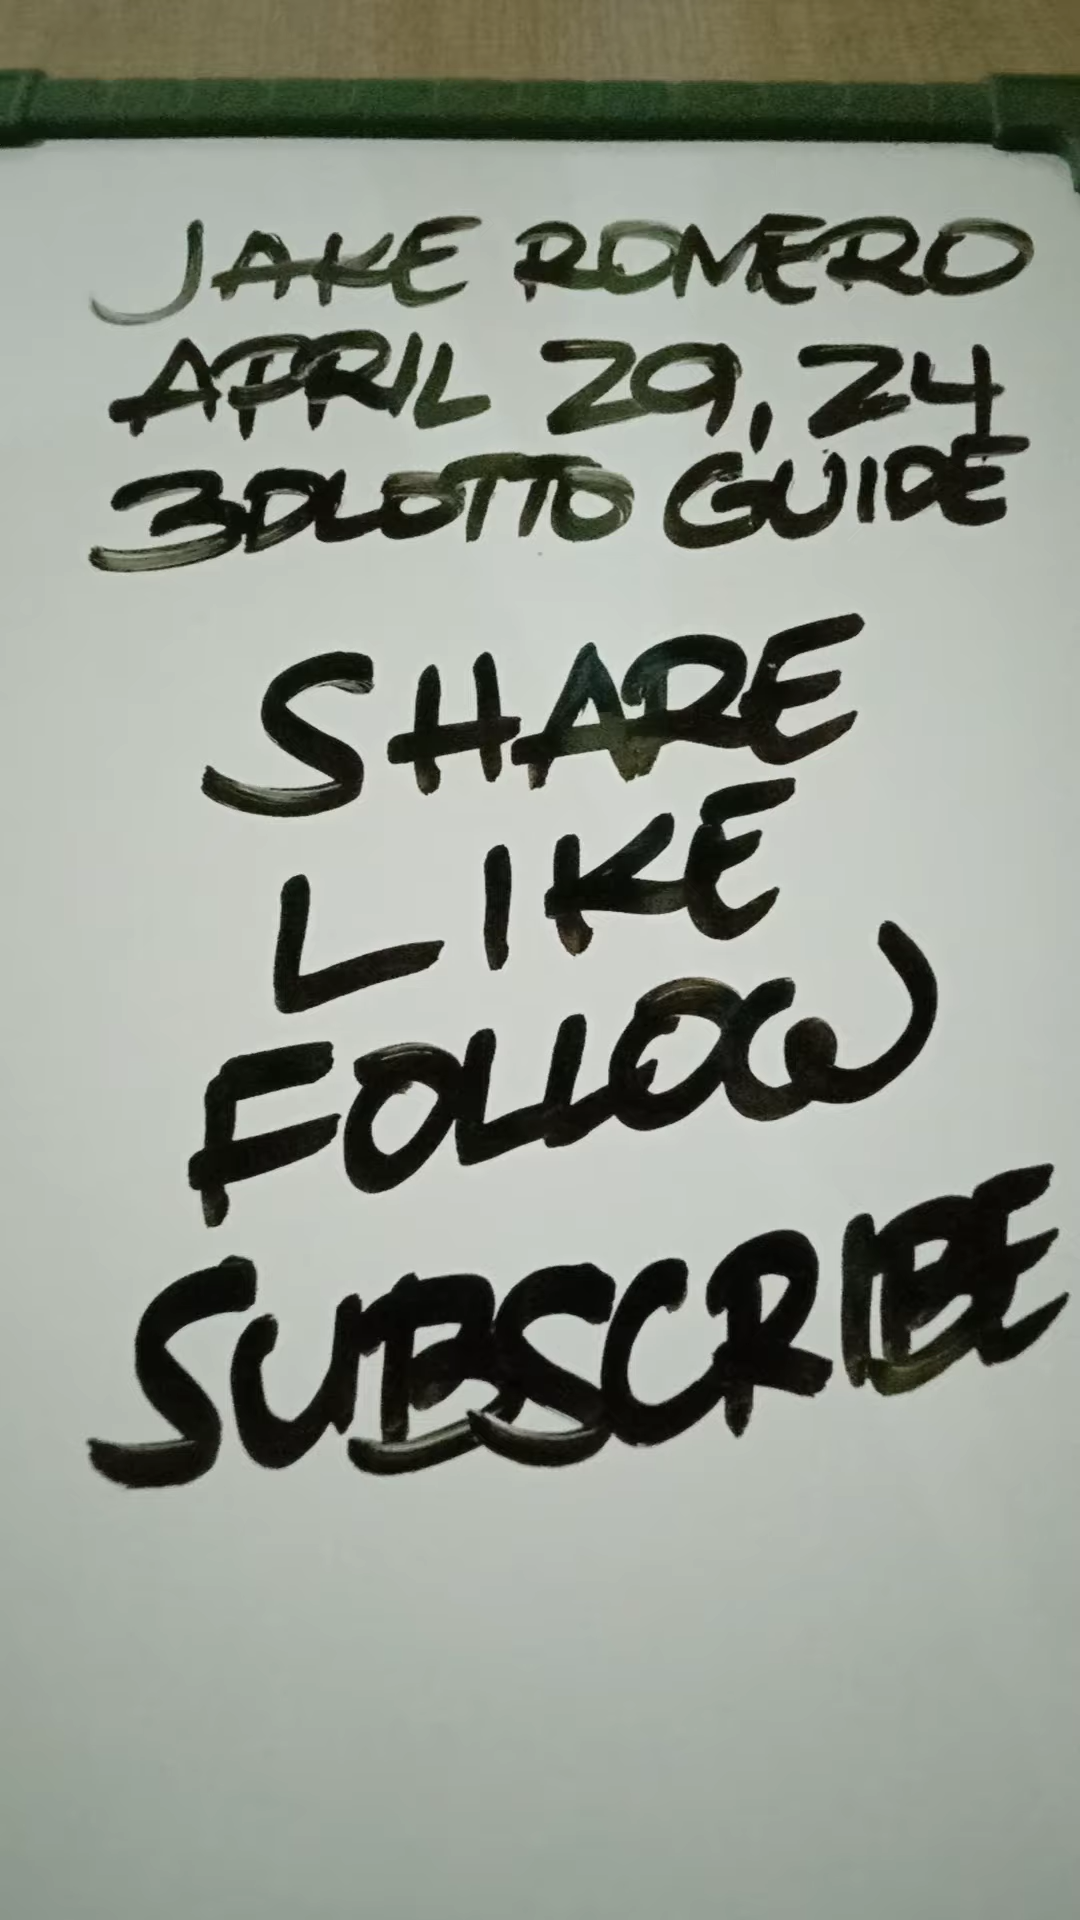 JAKE ROMERO
APRIL 29, 24
3DLOTTO GUIDE
SHARE
LIKE
FOLLOW
SUBSCRIBE